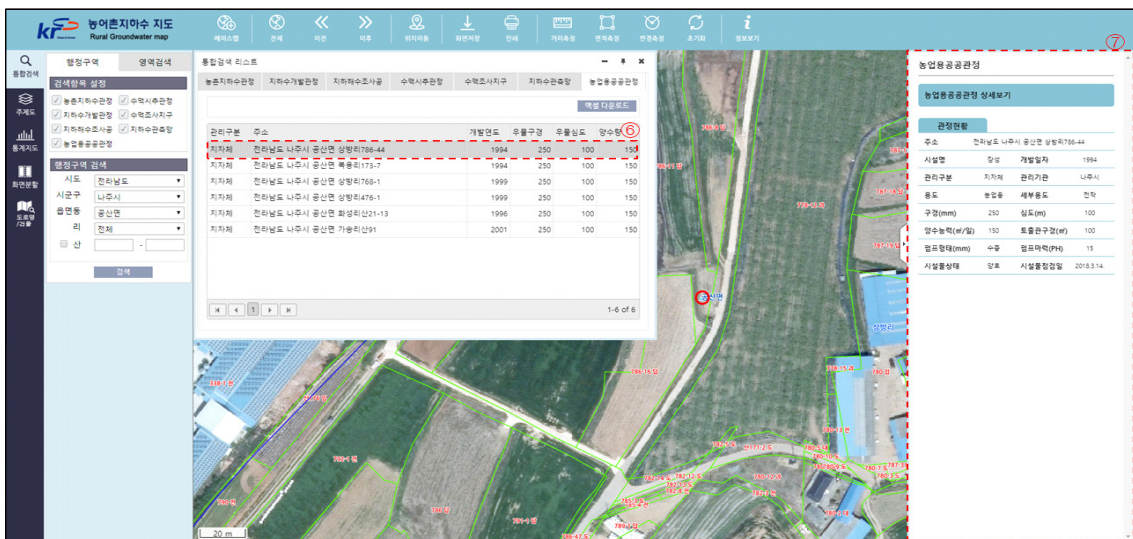 kr 농어촌지하수 지도
Rural Groundwater map
베이스맵 전체 이전 이후 위치이동 화면저장 인쇄 거리측정 면적측정 반경측정 초기화 정보보기
⑦
통합검색
주제도
통계지도
화면분할
도로명
/건물
행정구역 영역검색
검색항목 설정
농촌지하수관정 수맥시추관정
지하수개발관정 수맥조사지구
지하하수조사공 지하수관측망
농업용공공관정
행정구역 검색
시도 전라남도
시군구 나주시
읍면동 공산면
리 전체
산 -
검색
통합검색 리스트
농촌지하수관정 지하수개발관정 지하해수조사공 수맥시추관정 수맥조사지구 지하수관측망 농업용공공관정
엑셀 다운로드
관리구분 주소 개발연도 우물구경 우물심도 양수량
⑥
지자체 전라남도 나주시 공산면 상방리786-44 1994 250 100 150
지자체 전라남도 나주시 공산면 복용리173-7 1994 250 100 150
지자체 전라남도 나주시 공산면 상방리768-1 1999 250 100 150
지자체 전라남도 나주시 공산면 상방리476-1 1999 250 100 150
지자체 전라남도 나주시 공산면 화성리산21-13 1996 250 100 150
지자체 전라남도 나주시 공산면 가송리산91 2001 250 100 150
1
1-6 of 6
농업용공공관정
농업용공공관정 상세보기
관정현황
주소 전라남도 나주시 공산면 상방리786-44
시설명 당성 개발일자 1994
관리구분 지자체 관리기관 나주시
용도 농업용 세부용도 전작
구경(mm) 250 심도(m) 100
양수능력(㎥/일) 150 토출관구경(㎥) 100
펌프형태(mm) 수중 펌프마력(PH) 15
시설물상태 양호 시설물점검일 2018.3.14.
공산면
상방리
786-16 답
782-1 전
20 m